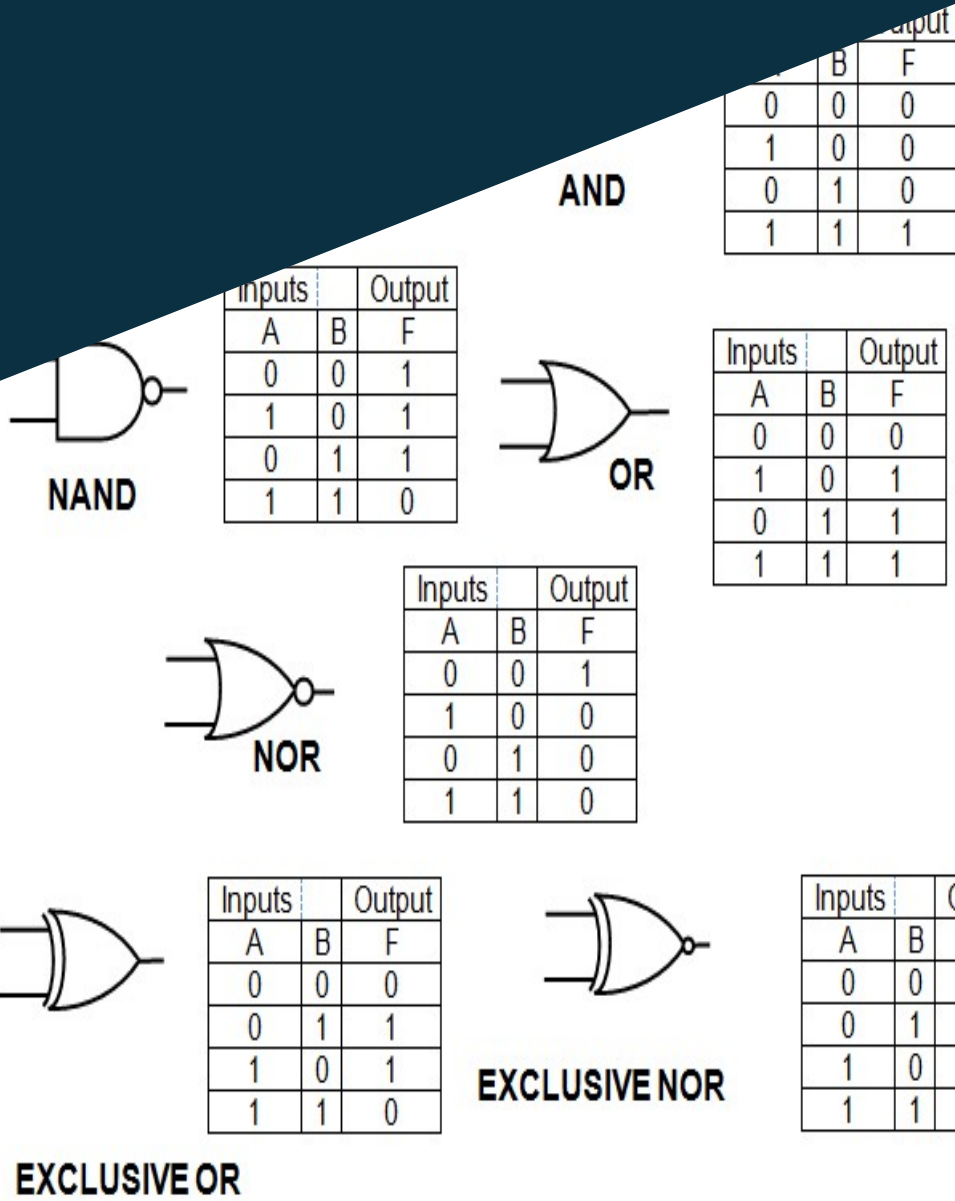 B F
0 0 0
1 0 0
0 1 0
1 1 1
AND
Inputs Output
A B F
0 0 1
1 0 1
0 1 1
1 1 0
NAND
Inputs Output
A B F
0 0 0
1 0 1
0 1 1
1 1 1
OR
Inputs Output
A B F
0 0 1
1 0 0
0 1 0
1 1 0
NOR
Inputs Output
A B F
0 0 0
0 1 1
1 0 1
1 1 0
EXCLUSIVE OR
Inputs
A B
0 0
0 1
1 0
1 1
EXCLUSIVE NOR